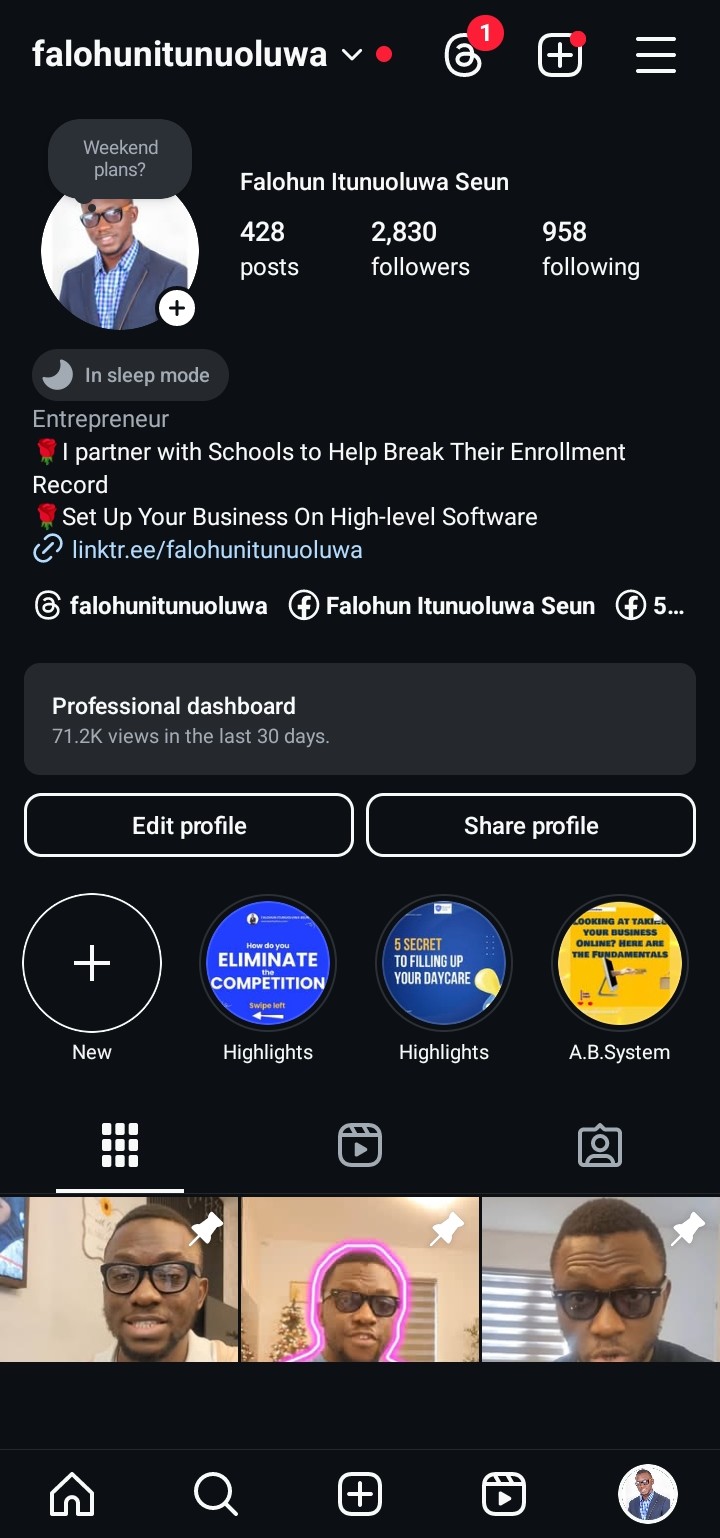 falohunitunuoluwa
1
Weekend
plans?
Falohun Itunuoluwa Seun
428 2,830 958
posts followers following
In sleep mode
Entrepreneur
🌹I partner with Schools to Help Break Their Enrollment
Record
🌹Set Up Your Business On High-level Software
linktr.ee/falohunitunuoluwa
falohunitunuoluwa Falohun Itunuoluwa Seun 5...
Professional dashboard
71.2K views in the last 30 days.
Edit profile Share profile
How do you
ELIMINATE
the
COMPETITION
Swipe left
5 SECRET
TO FILLING UP
YOUR DAYCARE
LOOKING AT TAKING
YOUR BUSINESS
ONLINE? HERE ARE
THE FUNDAMENTALS
New Highlights Highlights A.B.System